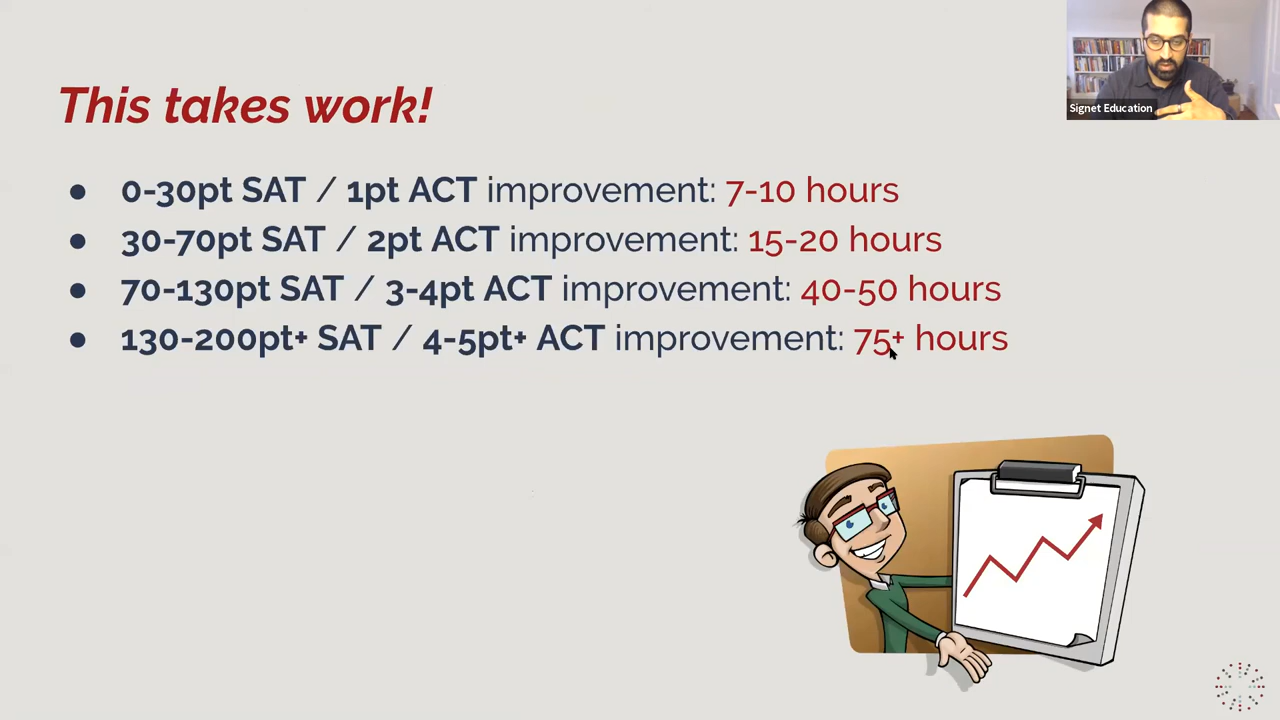 This takes work!
Signet Education
● 0-30pt SAT / 1pt ACT improvement: 7-10 hours
● 30-70pt SAT / 2pt ACT improvement: 15-20 hours
● 70-130pt SAT / 3-4pt ACT improvement: 40-50 hours
● 130-200pt+ SAT / 4-5pt+ ACT improvement: 75+ hours